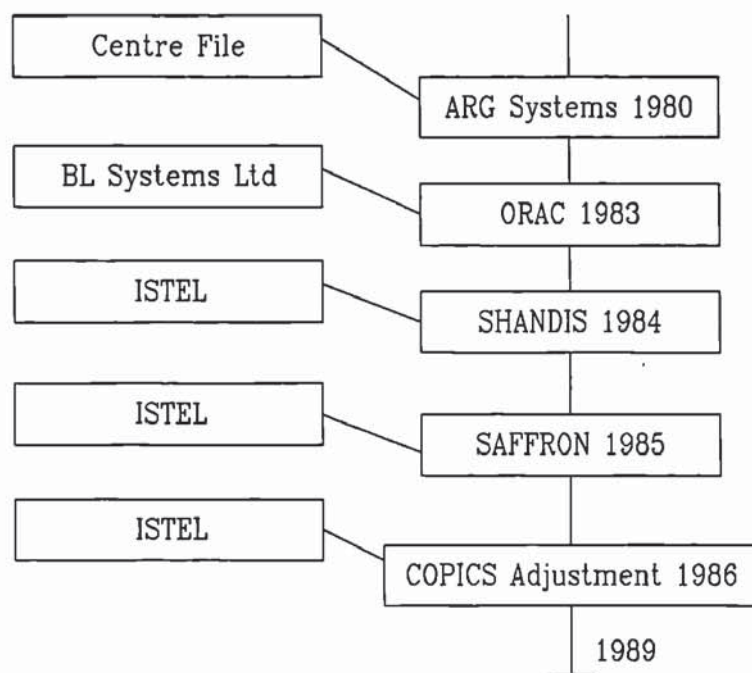 Centre File
ARG Systems 1980
BL Systems Ltd
ORAC 1983
ISTEL
SHANDIS 1984
ISTEL
SAFFRON 1985
ISTEL
COPICS Adjustment 1986
1989